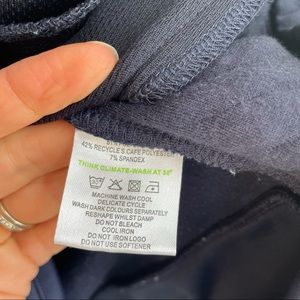 42% RECYCLE S.CAFE POLYESTER
7% SPANDEX
THINK CLIMATE-WASH AT 30°
MACHINE WASH COOL
DELICATE CYCLE
WASH DARK COLOURS SEPARATELY
RESHAPE WHILST DAMP
DO NOT BLEACH
COOL IRON
DO NOT IRON LOGO
DO NOT USE SOFTENER